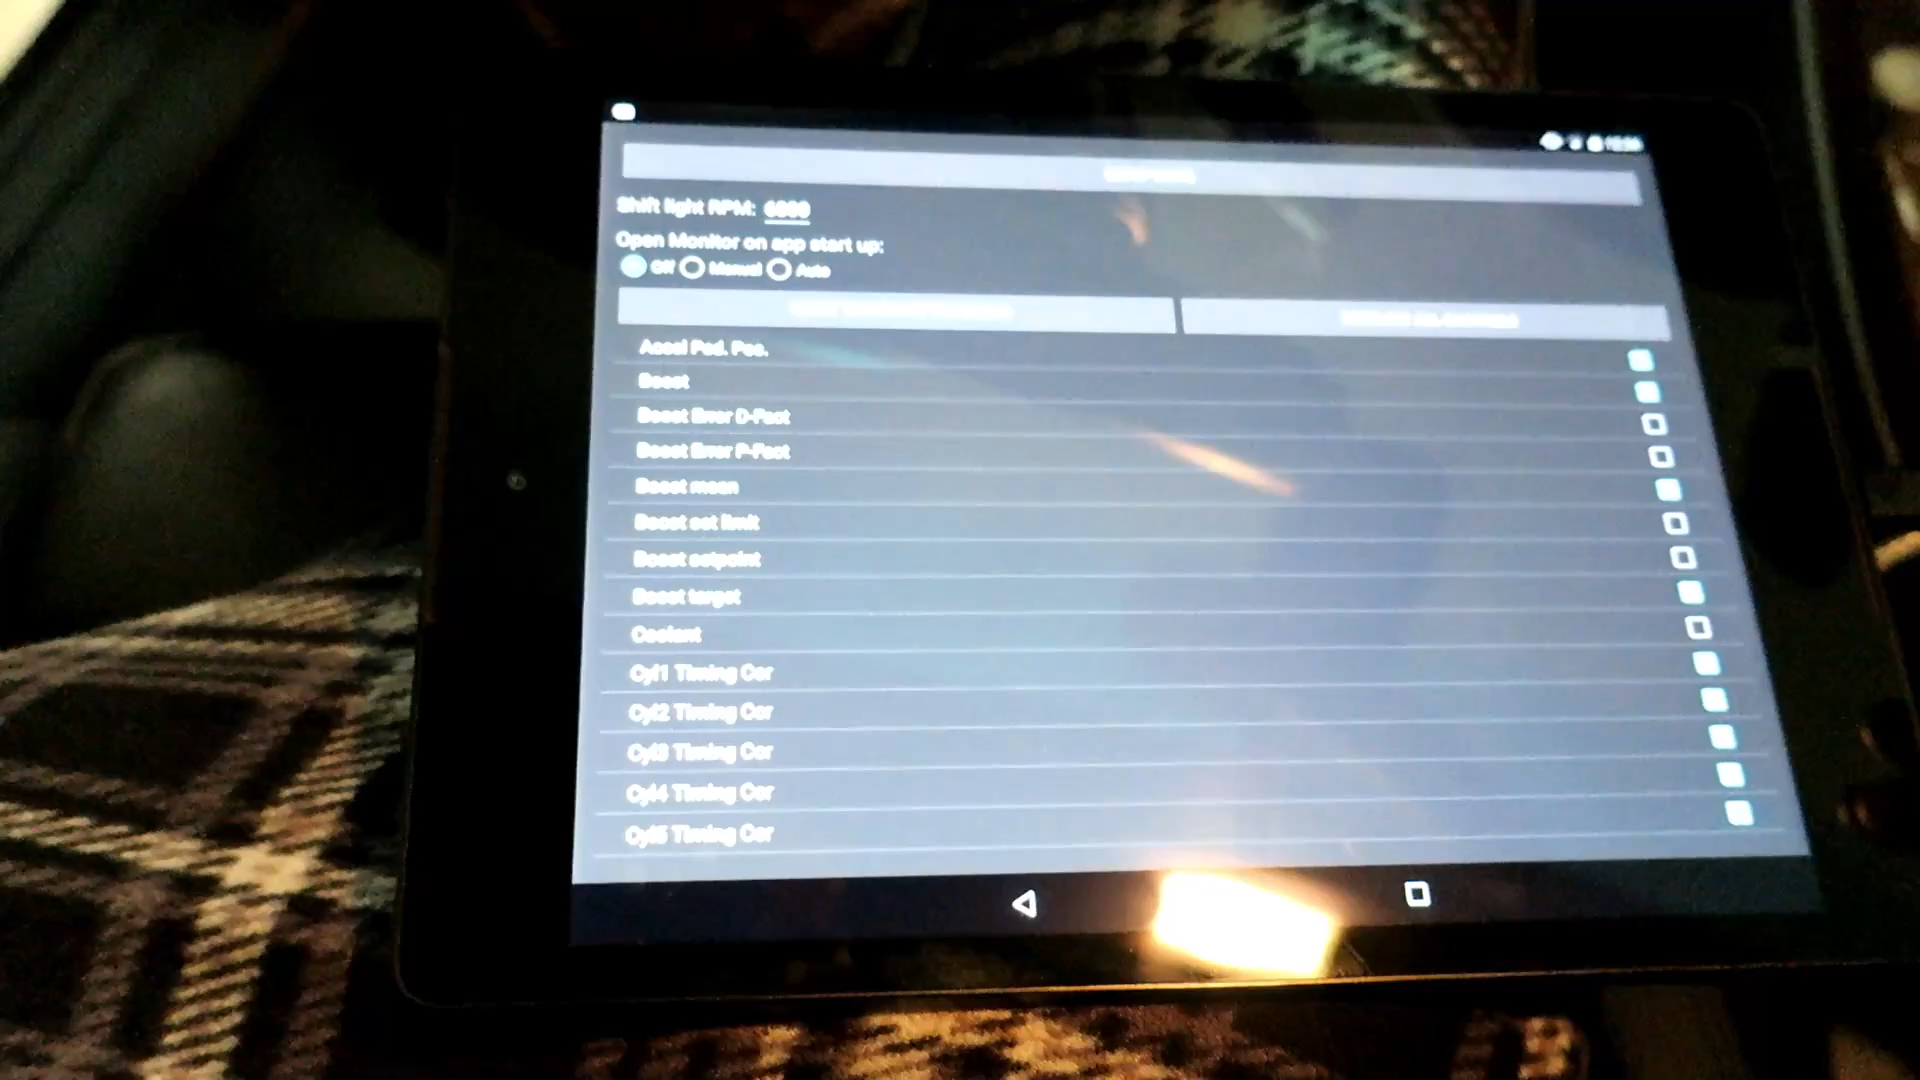 Shift light RPM: 6800
Open Monitor on app start up:
Off Manual Auto
Accel Ped. Pos.
Boost
Boost Error D-Fact
Boost Error P-Fact
Boost mean
Boost set limit
Boost setpoint
Boost target
Coolant
Cyl1 Timing Cor
Cyl2 Timing Cor
Cyl3 Timing Cor
Cyl4 Timing Cor
Cyl5 Timing Cor